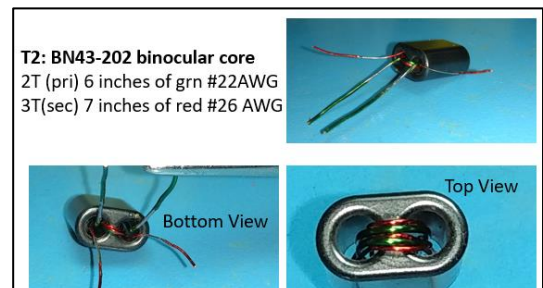 T2: BN43-202 binocular core
2T (pri) 6 inches of grn #22AWG
3T(sec) 7 inches of red #26 AWG
Bottom View
Top View